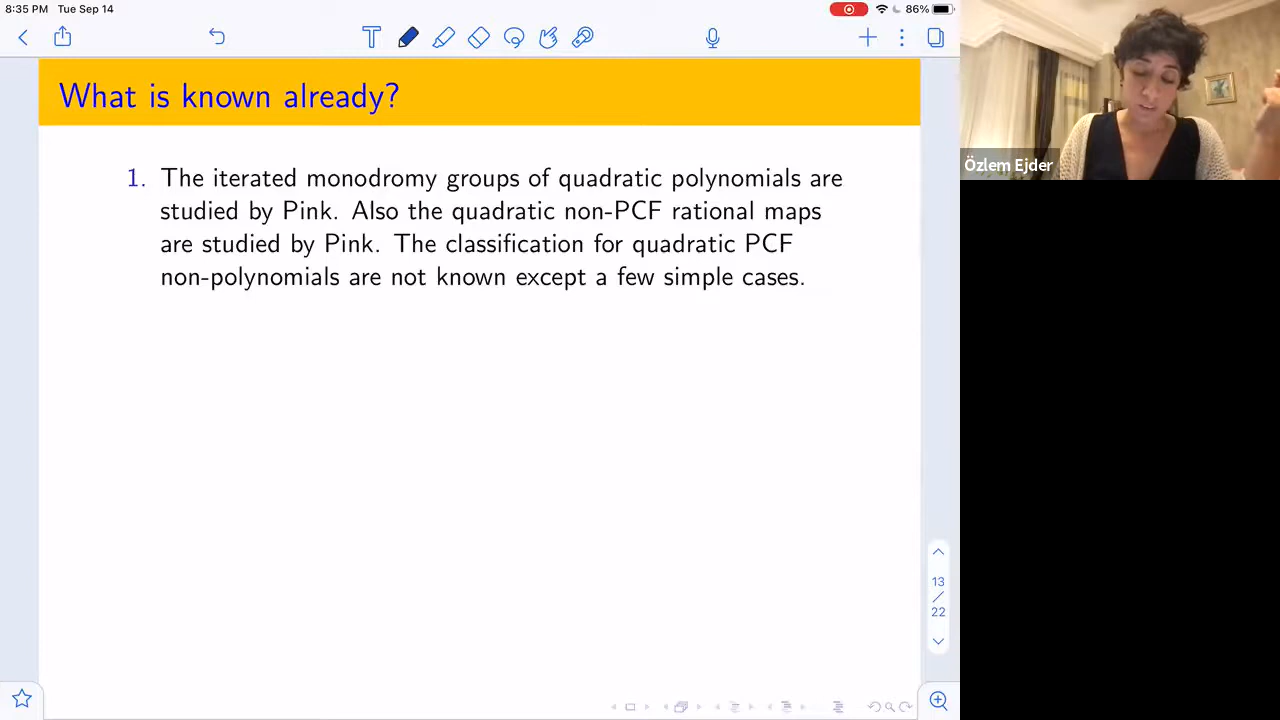 8:35 PM Tue Sep 14
86%
What is known already?
1. The iterated monodromy groups of quadratic polynomials are
studied by Pink. Also the quadratic non-PCF rational maps
are studied by Pink. The classification for quadratic PCF
non-polynomials are not known except a few simple cases.
Özlem Ejder
13
/
22